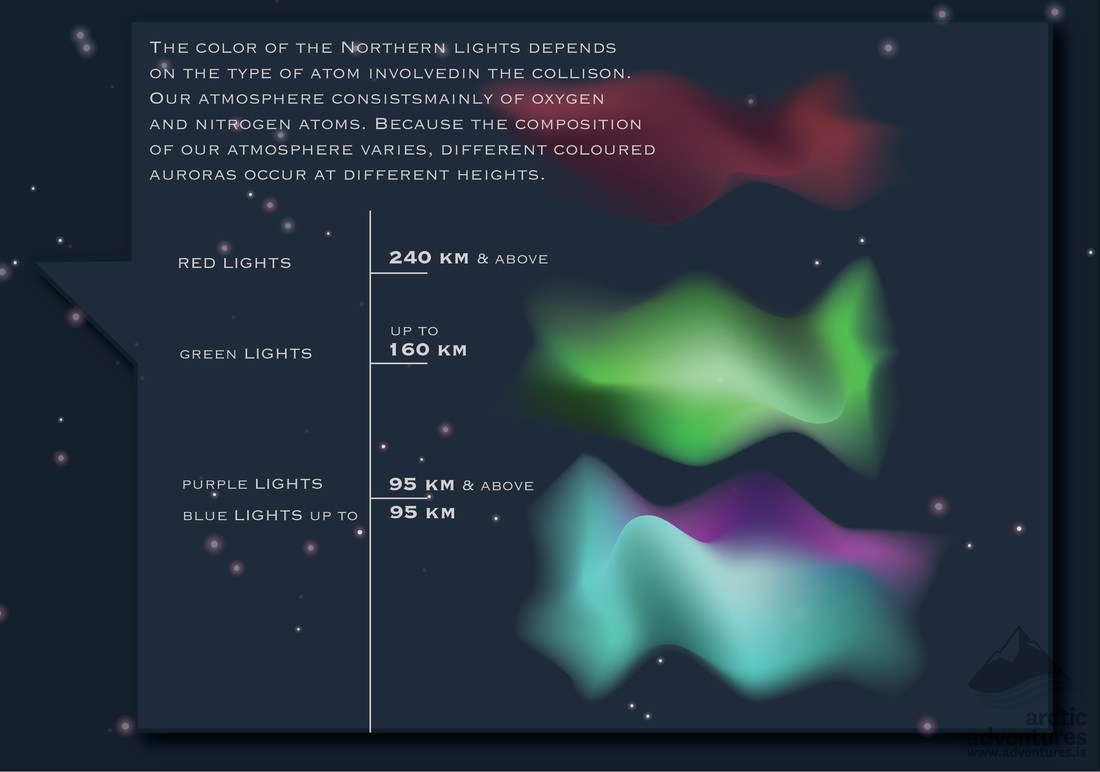 The color of the Northern lights depends
on the type of atom involvedin the collison.
Our atmosphere consistsmainly of oxygen
and nitrogen atoms. Because the composition
of our atmosphere varies, different coloured
auroras occur at different heights.
red lights 240 km & above
green lights up to 160 km
purple lights 95 km & above
blue lights up to 95 km
arctic
adventures
www.adventures.is